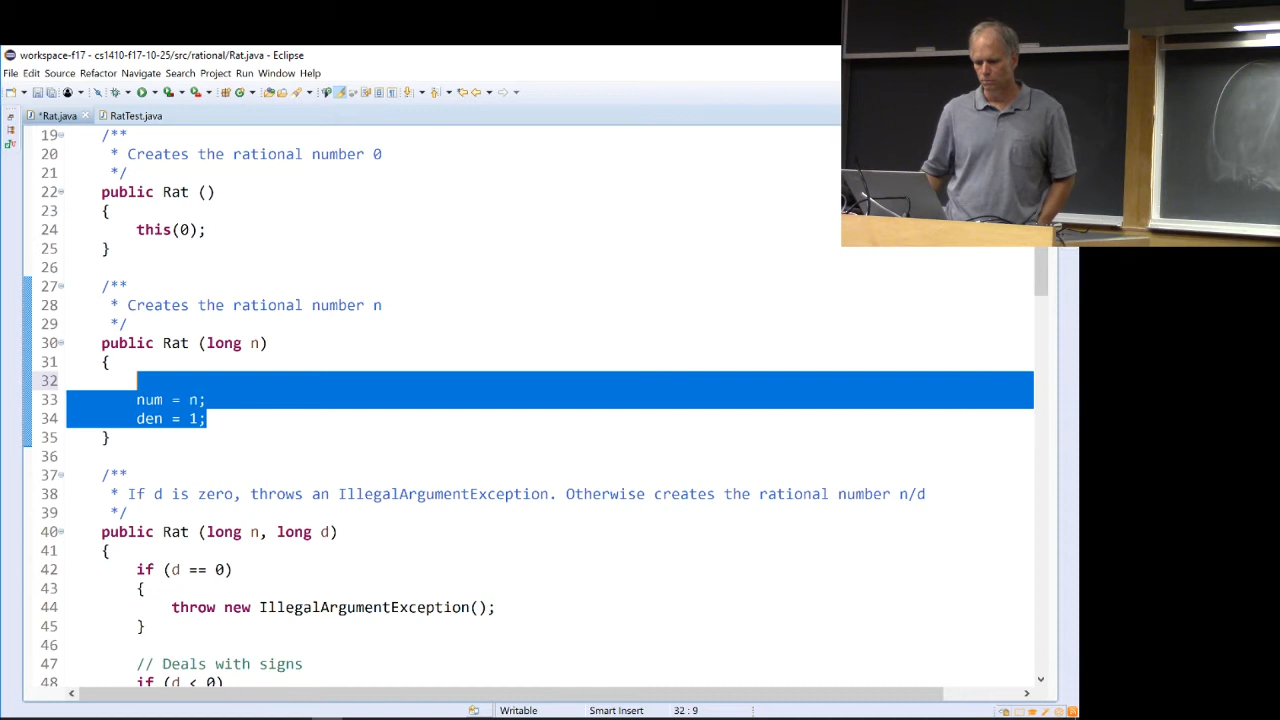 workspace-f17 - cs1410-f17-10-25/src/rational/Rat.java - Eclipse
File Edit Source Refactor Navigate Search Project Run Window Help
*Rat.java RatTest.java
19 /**
20 * Creates the rational number 0
21 */
22 public Rat ()
23 {
24 this(0);
25 }
26
27 /**
28 * Creates the rational number n
29 */
30 public Rat (long n)
31 {
32
33 num = n;
34 den = 1;
35 }
36
37 /**
38 * If d is zero, throws an IllegalArgumentException. Otherwise creates the rational number n/d
39 */
40 public Rat (long n, long d)
41 {
42 if (d == 0)
43 {
44 throw new IllegalArgumentException();
45 }
46
47 // Deals with signs
48 if (d < 0)
Writable Smart Insert 32 : 9